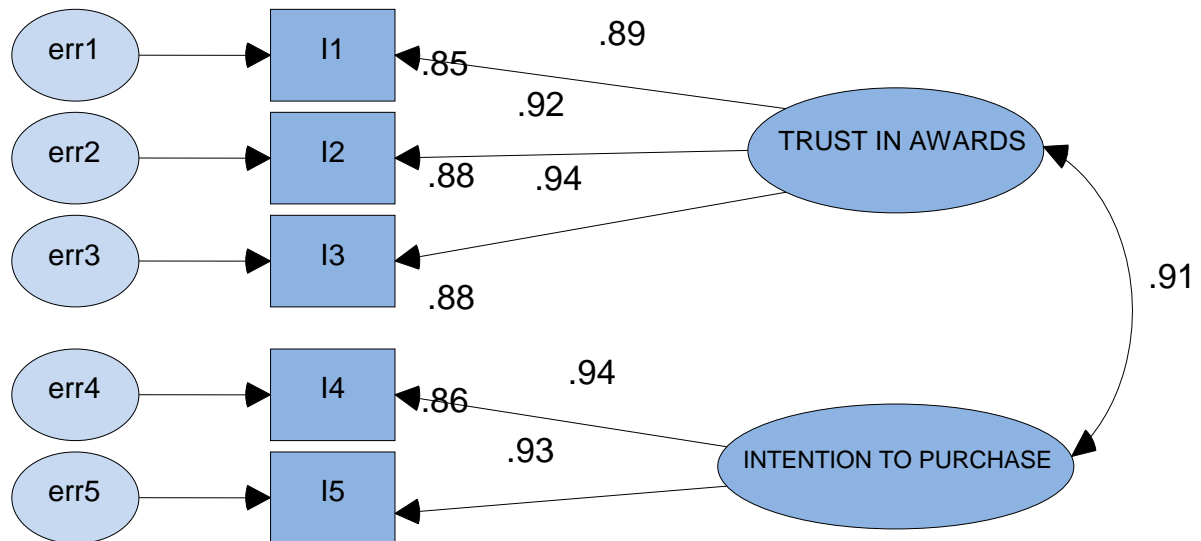 err1
I1
.89
.85
.92
err2
I2
TRUST IN AWARDS
.88
.94
err3
I3
.88
.91
err4
I4
.94
.86
.93
INTENTION TO PURCHASE
err5
I5